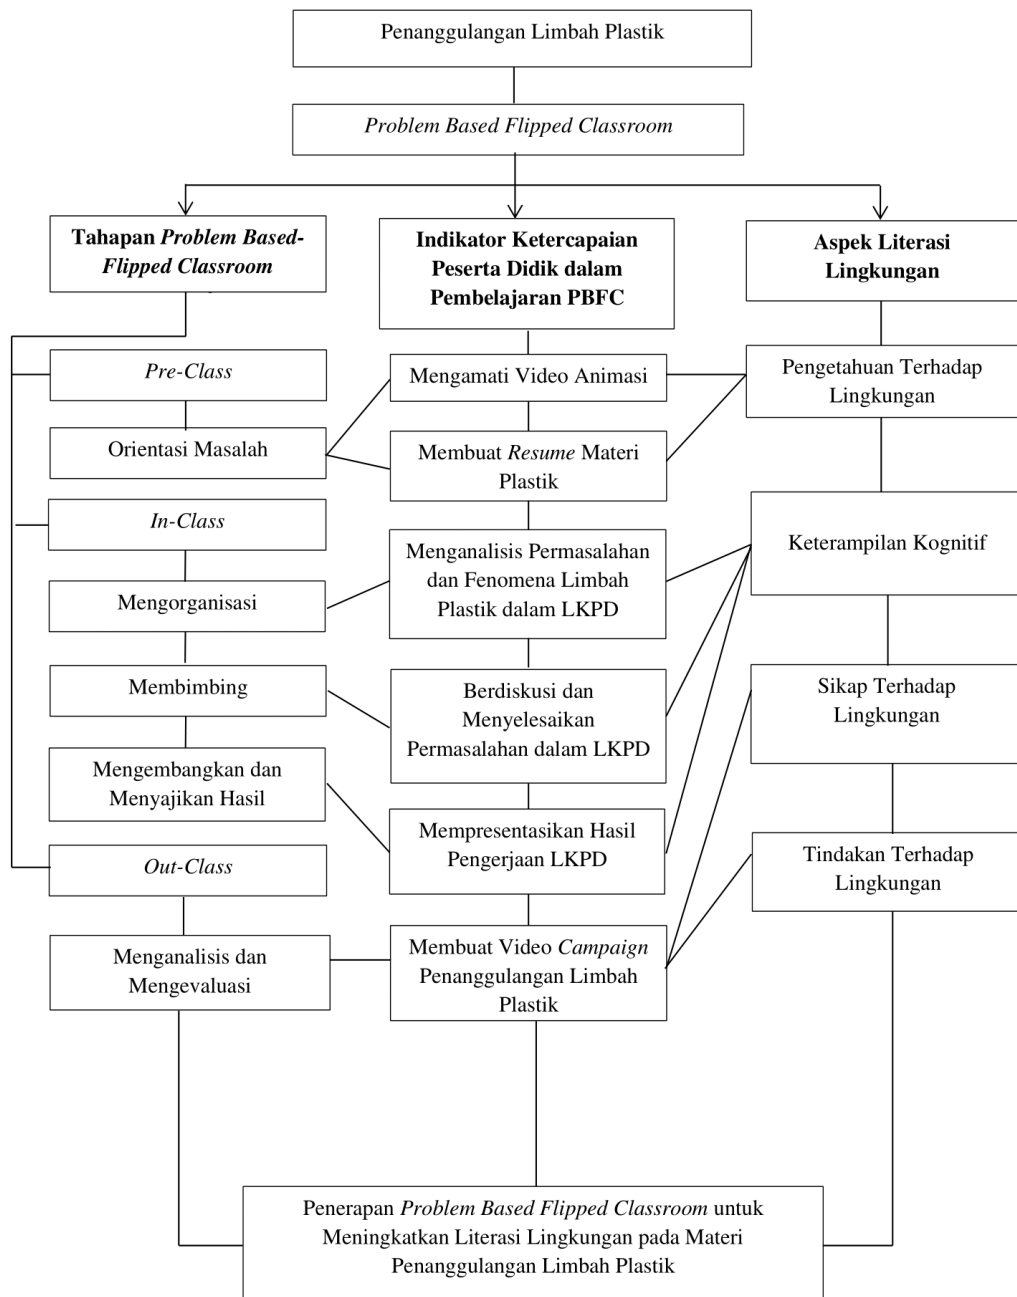 Penanggulangan Limbah Plastik
Problem Based Flipped Classroom
Tahapan Problem Based-
Flipped Classroom
Indikator Ketercapaian
Peserta Didik dalam
Pembelajaran PBFC
Aspek Literasi
Lingkungan
Pre-Class
Orientasi Masalah
In-Class
Mengorganisasi
Membimbing
Mengembangkan dan
Menyajikan Hasil
Out-Class
Menganalisis dan
Mengevaluasi
Mengamati Video Animasi
Membuat Resume Materi
Plastik
Menganalisis Permasalahan
dan Fenomena Limbah
Plastik dalam LKPD
Berdiskusi dan
Menyelesaikan
Permasalahan dalam LKPD
Mempresentasikan Hasil
Pengerjaan LKPD
Membuat Video Campaign
Penanggulangan Limbah
Plastik
Pengetahuan Terhadap
Lingkungan
Keterampilan Kognitif
Sikap Terhadap
Lingkungan
Tindakan Terhadap
Lingkungan
Penerapan Problem Based Flipped Classroom untuk
Meningkatkan Literasi Lingkungan pada Materi
Penanggulangan Limbah Plastik